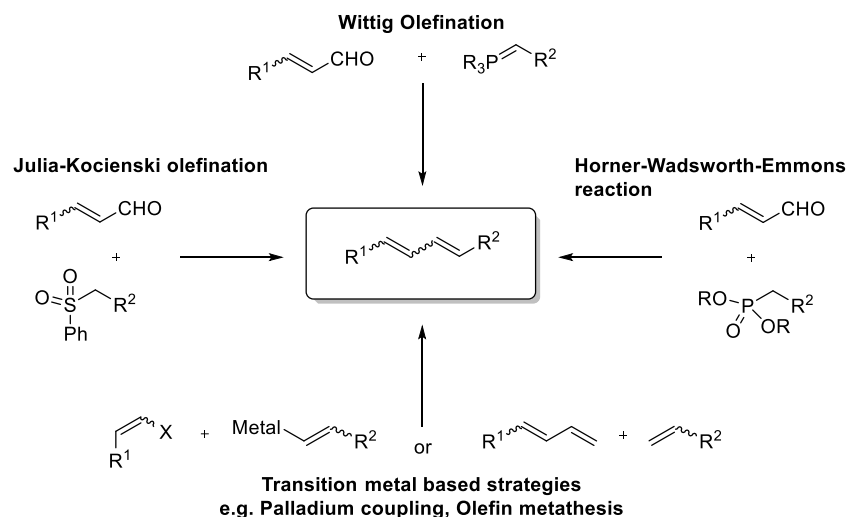 Wittig Olefination
R¹ CHO + R₃P R²
Julia-Kocienski olefination
R¹ CHO
+
O
O S R²
Ph
Horner-Wadsworth-Emmons
reaction
R¹ CHO
+
RO P R²
O OR
R¹ R²
X R¹ + Metal R² or R¹ + R²
Transition metal based strategies
e.g. Palladium coupling, Olefin metathesis